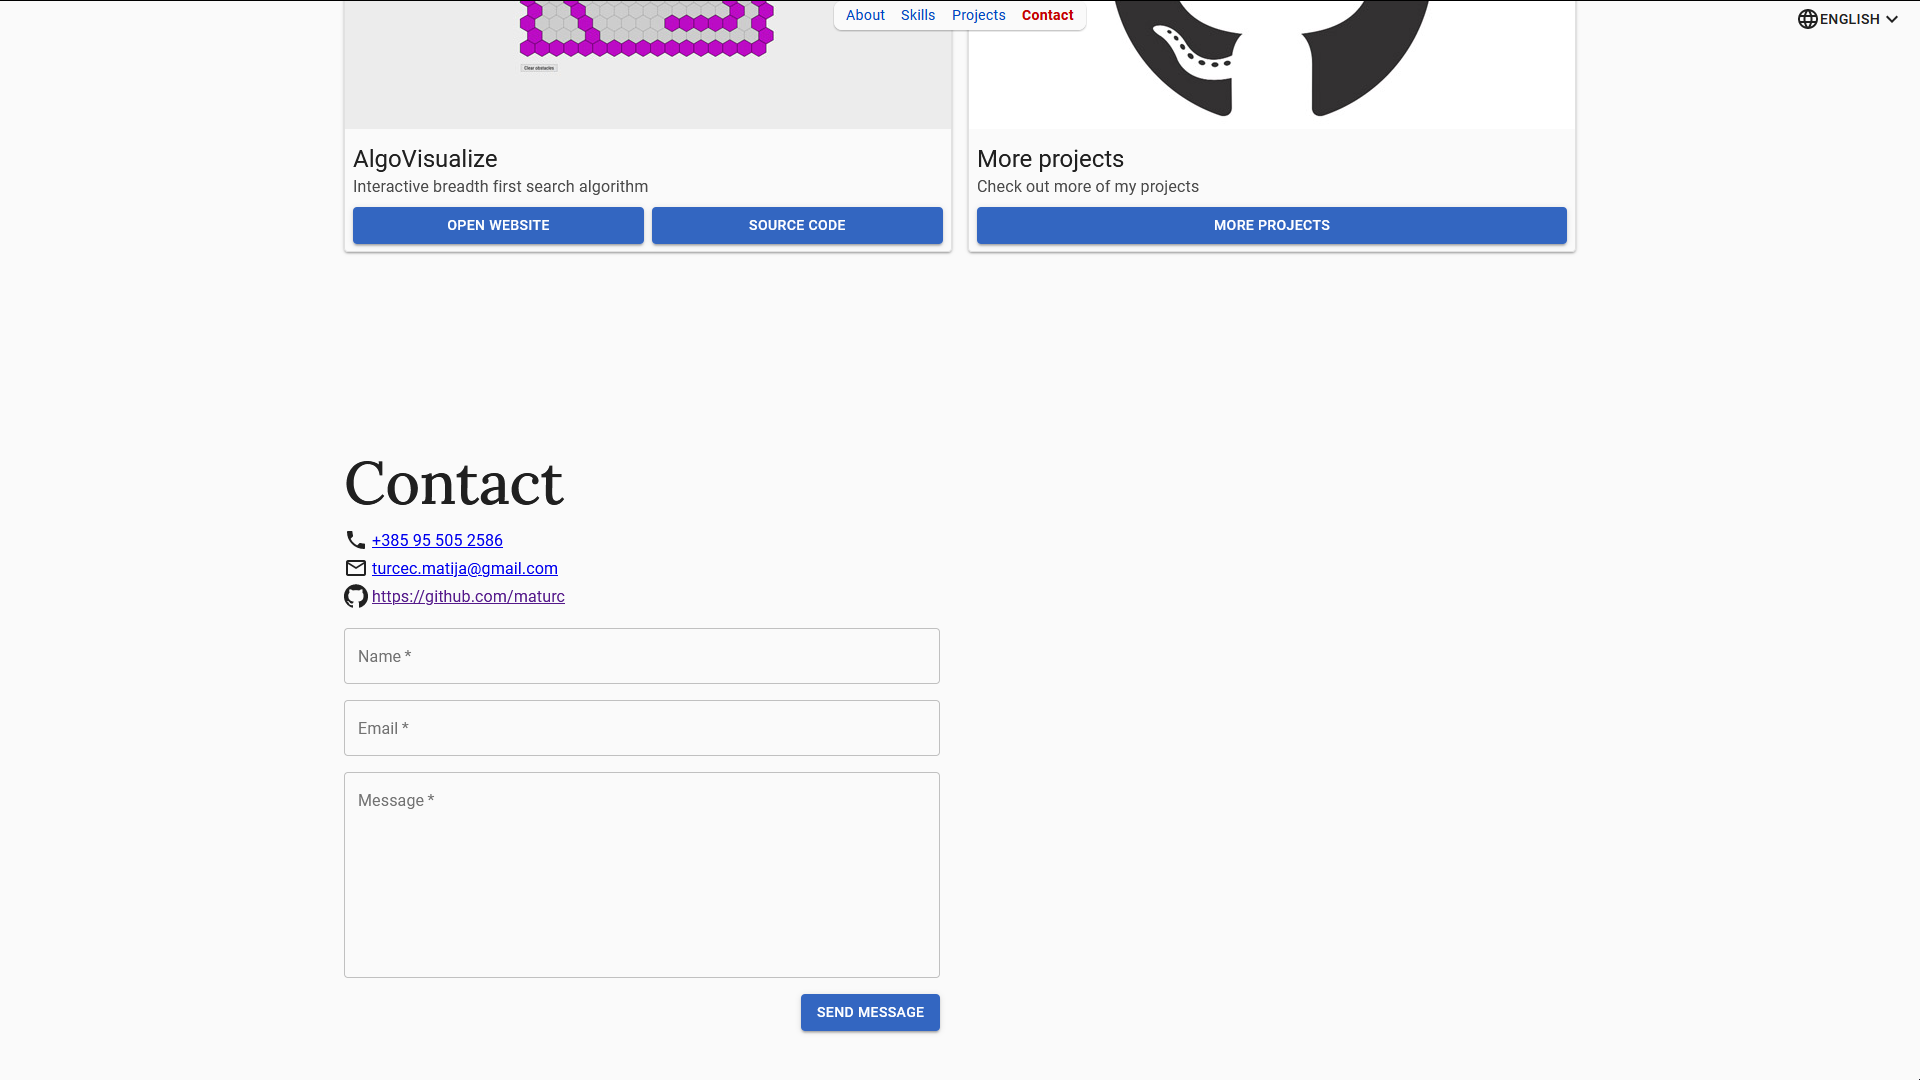 About Skills Projects Contact
ENGLISH
Clear obstacles
AlgoVisualize
Interactive breadth first search algorithm
OPEN WEBSITE SOURCE CODE
More projects
Check out more of my projects
MORE PROJECTS
Contact
+385 95 505 2586
turcec.matija@gmail.com
https://github.com/maturc
Name *
Email *
Message *
SEND MESSAGE